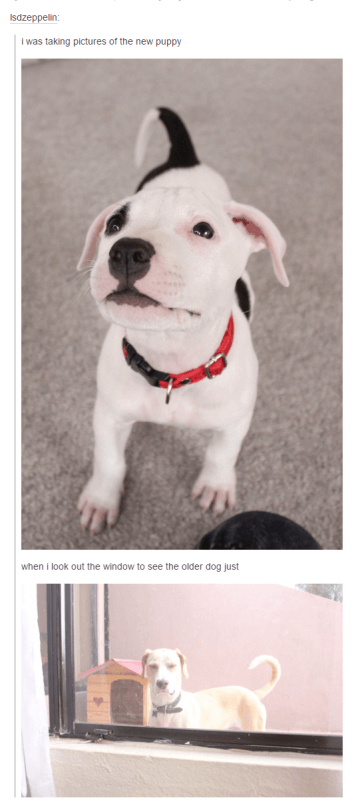 lsdzeppelin:
i was taking pictures of the new puppy
when i look out the window to see the older dog just